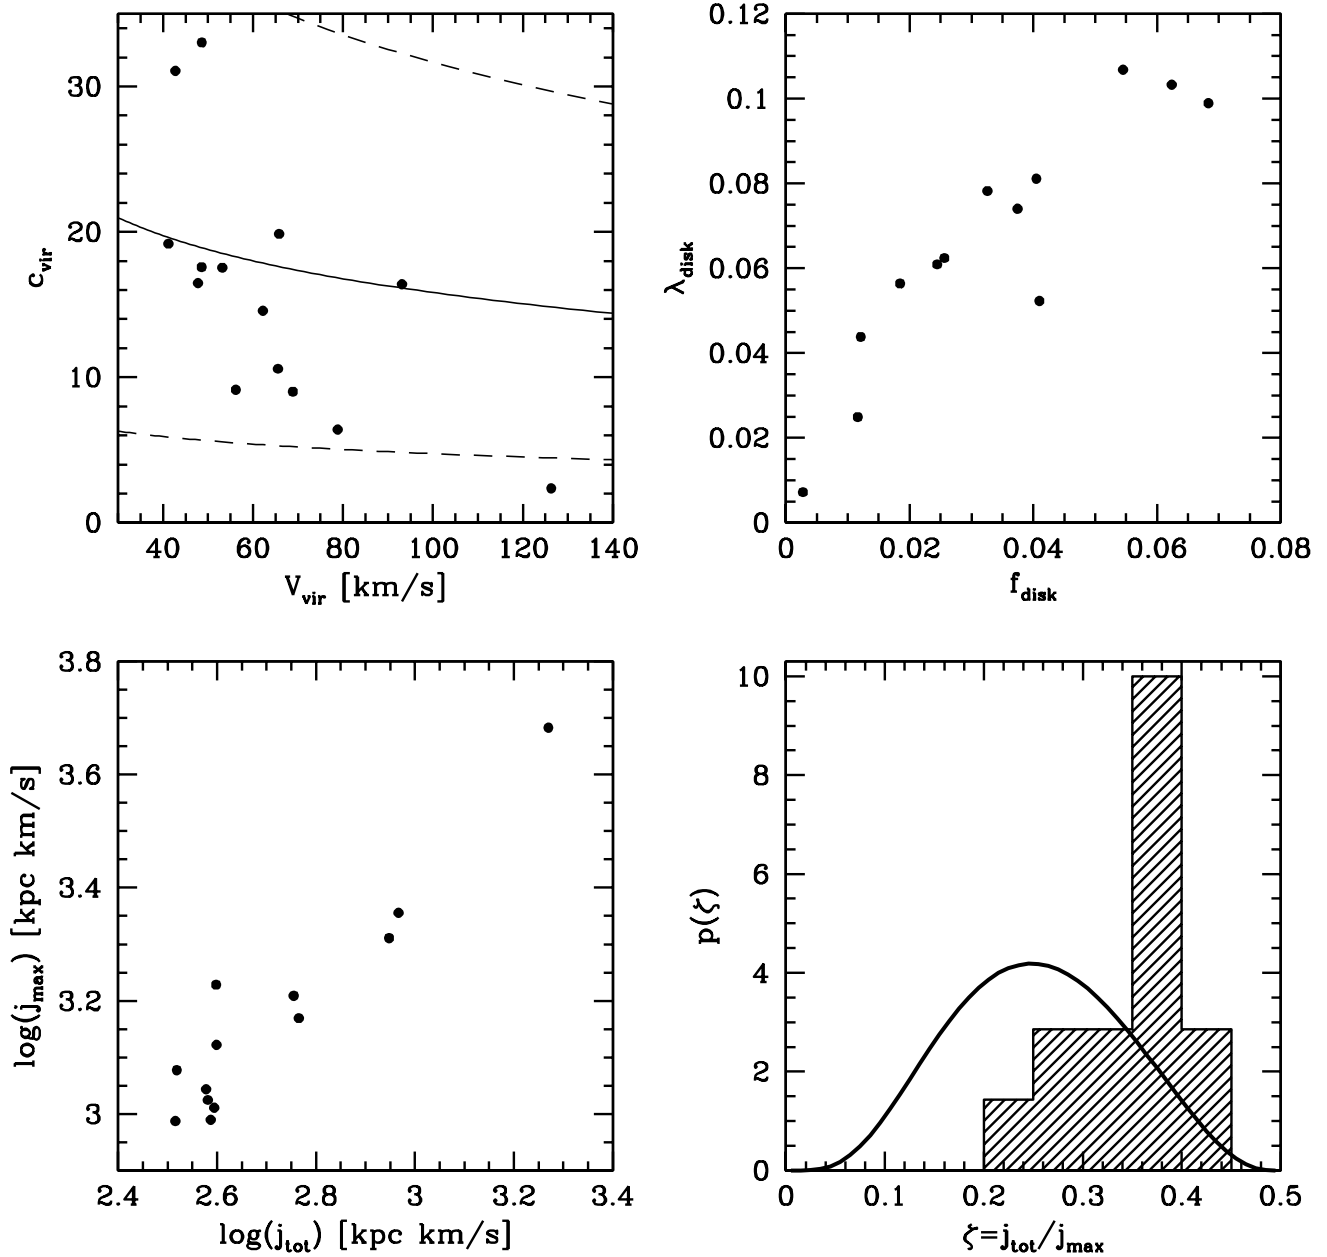 30
20
10
0
c_vir
40 60 80 100 120 140
V_vir [km/s]
0.12
0.1
0.08
0.06
0.04
0.02
0
λ_disk
0 0.02 0.04 0.06 0.08
f_disk
3.8
3.6
3.4
3.2
3
log(j_max) [kpc km/s]
2.4 2.6 2.8 3 3.2 3.4
log(j_tot) [kpc km/s]
10
8
6
4
2
0
p(ζ)
0 0.1 0.2 0.3 0.4 0.5
ζ=j_tot/j_max